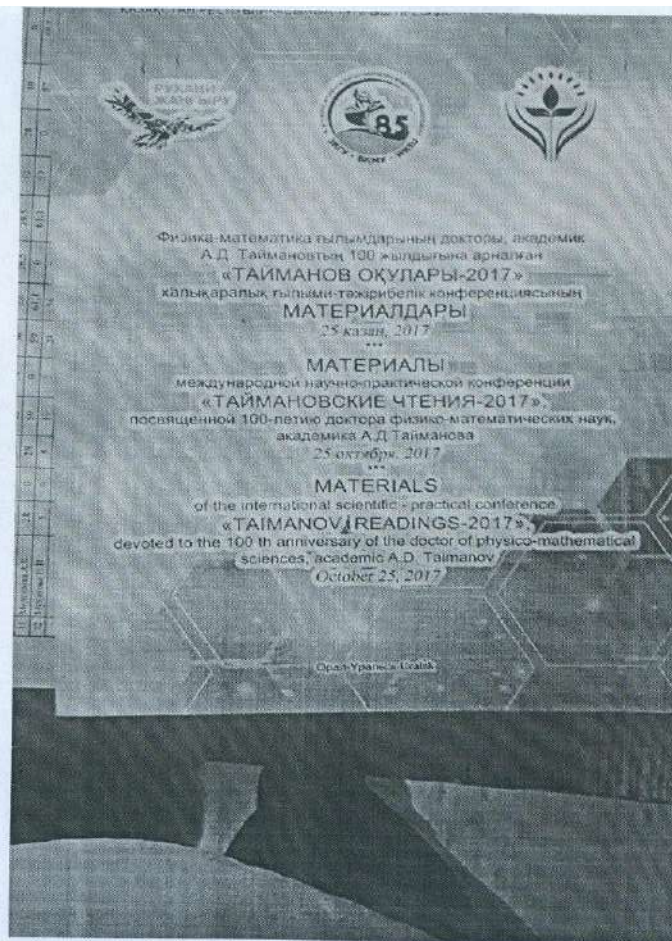 РУХАНИ
ЖАҢҒЫРУ
85
Физика-математика ғылымдарының докторы, академик
А.Д. Таймановтың 100 жылдығына арналған
«ТАЙМАНОВ ОҚУЛАРЫ-2017»
халықаралық ғылыми-тәжірибелік конференциясының
МАТЕРИАЛДАРЫ
25 қазан, 2017
***
МАТЕРИАЛЫ
международной научно-практической конференции
«ТАЙМАНОВСКИЕ ЧТЕНИЯ-2017»,
посвященной 100-летию доктора физико-математических наук,
академика А.Д.Тайманова
25 октября, 2017
***
MATERIALS
of the international scientific - practical conference
«TAIMANOV READINGS-2017»,
devoted to the 100 th anniversary of the doctor of physico-mathematical
sciences, academic A.D. Taimanov
October 25, 2017
Орал-Уральск-Uralsk